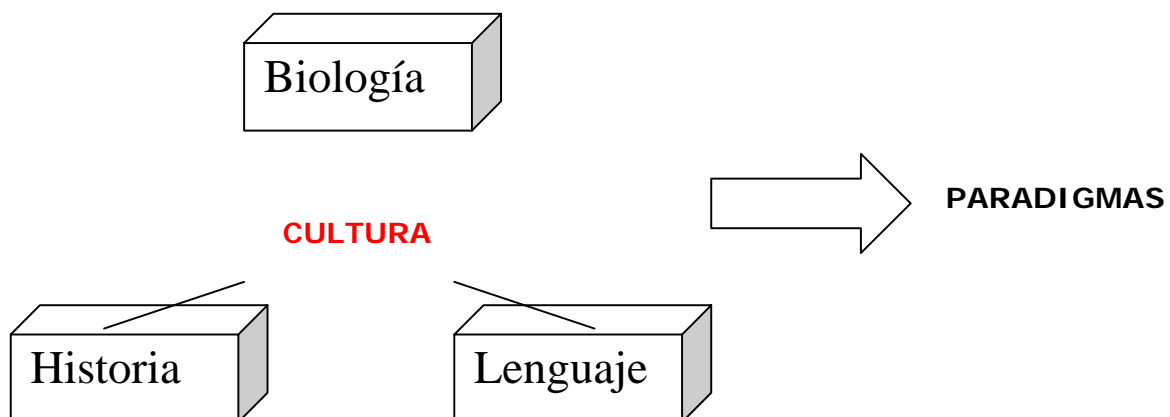 Biología
PARADIGMAS
CULTURA
Historia
Lenguaje